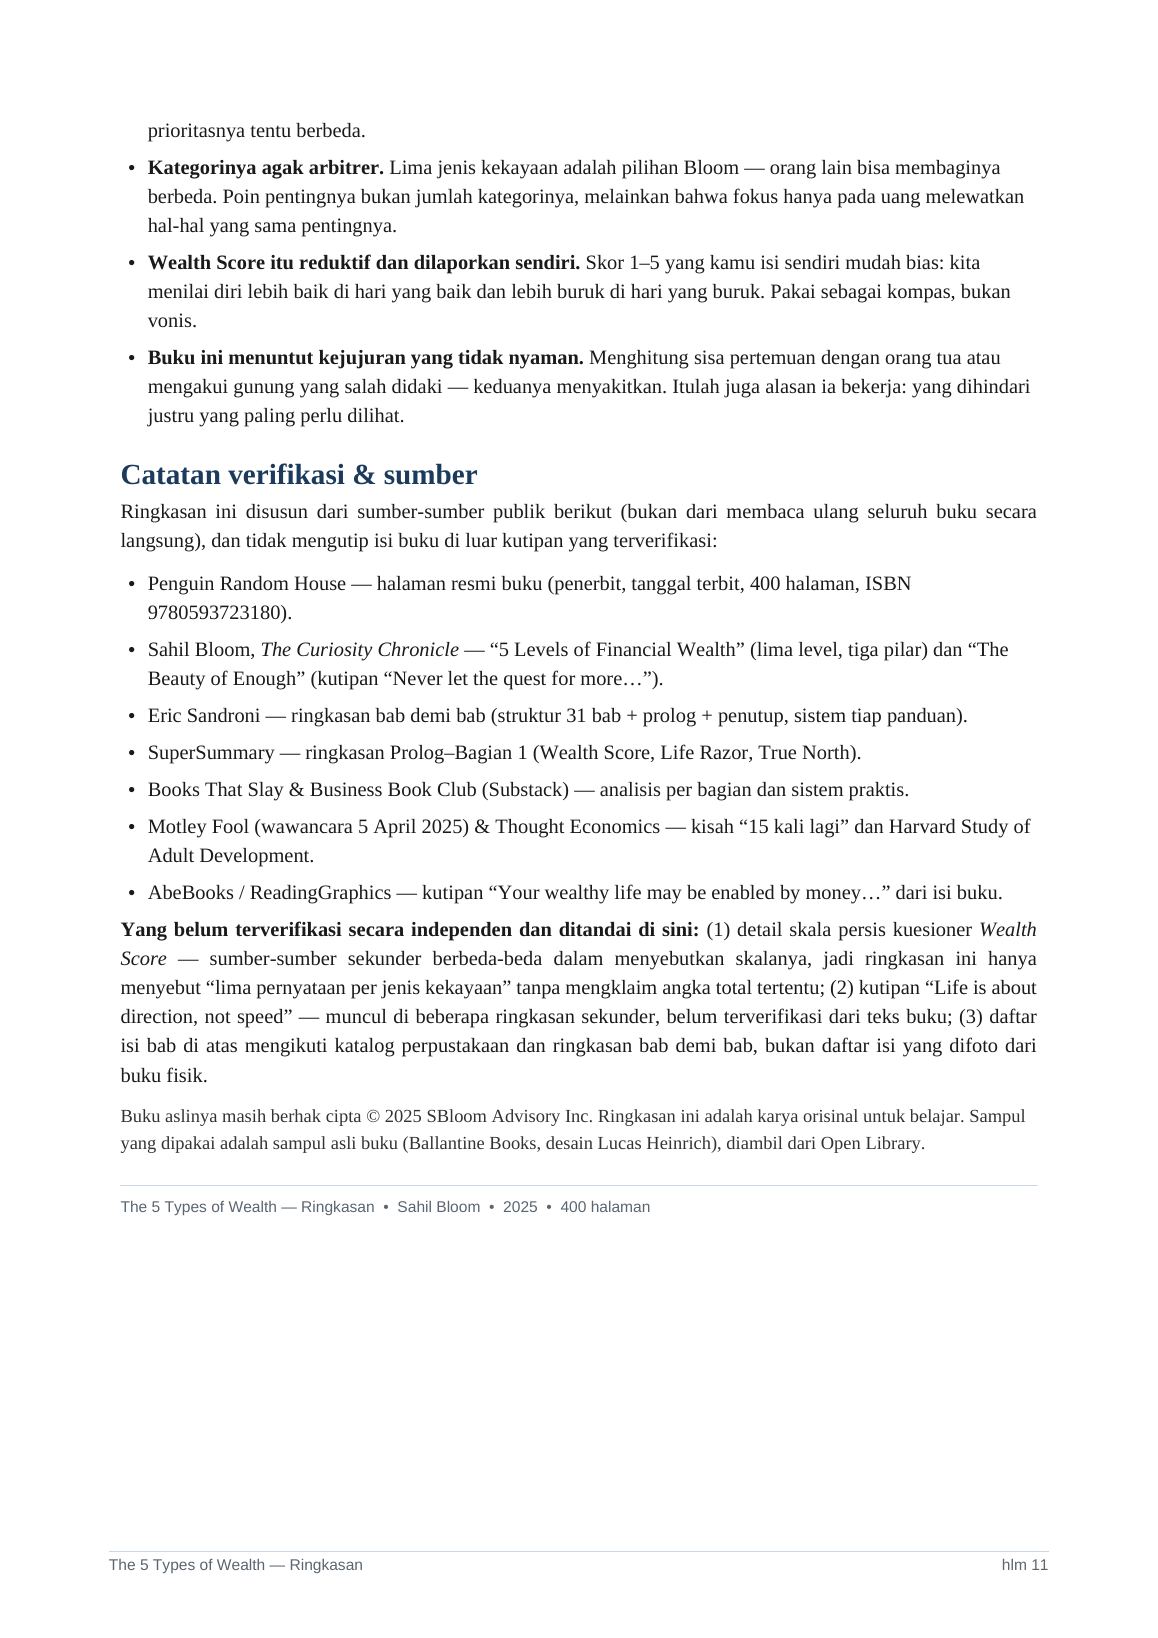 prioritasnya tentu berbeda.
• Kategorinya agak arbitrer. Lima jenis kekayaan adalah pilihan Bloom — orang lain bisa membaginya
berbeda. Poin pentingnya bukan jumlah kategorinya, melainkan bahwa fokus hanya pada uang melewatkan
hal-hal yang sama pentingnya.
• Wealth Score itu reduktif dan dilaporkan sendiri. Skor 1–5 yang kamu isi sendiri mudah bias: kita
menilai diri lebih baik di hari yang baik dan lebih buruk di hari yang buruk. Pakai sebagai kompas, bukan
vonis.
• Buku ini menuntut kejujuran yang tidak nyaman. Menghitung sisa pertemuan dengan orang tua atau
mengakui gunung yang salah didaki — keduanya menyakitkan. Itulah juga alasan ia bekerja: yang dihindari
justru yang paling perlu dilihat.
Catatan verifikasi & sumber
Ringkasan ini disusun dari sumber-sumber publik berikut (bukan dari membaca ulang seluruh buku secara
langsung), dan tidak mengutip isi buku di luar kutipan yang terverifikasi:
• Penguin Random House — halaman resmi buku (penerbit, tanggal terbit, 400 halaman, ISBN
9780593723180).
• Sahil Bloom, The Curiosity Chronicle — “5 Levels of Financial Wealth” (lima level, tiga pilar) dan “The
Beauty of Enough” (kutipan “Never let the quest for more…”).
• Eric Sandroni — ringkasan bab demi bab (struktur 31 bab + prolog + penutup, sistem tiap panduan).
• SuperSummary — ringkasan Prolog–Bagian 1 (Wealth Score, Life Razor, True North).
• Books That Slay & Business Book Club (Substack) — analisis per bagian dan sistem praktis.
• Motley Fool (wawancara 5 April 2025) & Thought Economics — kisah “15 kali lagi” dan Harvard Study of
Adult Development.
• AbeBooks / ReadingGraphics — kutipan “Your wealthy life may be enabled by money…” dari isi buku.
Yang belum terverifikasi secara independen dan ditandai di sini: (1) detail skala persis kuesioner Wealth
Score — sumber-sumber sekunder berbeda-beda dalam menyebutkan skalanya, jadi ringkasan ini hanya
menyebut “lima pernyataan per jenis kekayaan” tanpa mengklaim angka total tertentu; (2) kutipan “Life is about
direction, not speed” — muncul di beberapa ringkasan sekunder, belum terverifikasi dari teks buku; (3) daftar
isi bab di atas mengikuti katalog perpustakaan dan ringkasan bab demi bab, bukan daftar isi yang difoto dari
buku fisik.
Buku aslinya masih berhak cipta © 2025 SBloom Advisory Inc. Ringkasan ini adalah karya orisinal untuk belajar. Sampul
yang dipakai adalah sampul asli buku (Ballantine Books, desain Lucas Heinrich), diambil dari Open Library.
The 5 Types of Wealth — Ringkasan • Sahil Bloom • 2025 • 400 halaman
The 5 Types of Wealth — Ringkasan
hlm 11